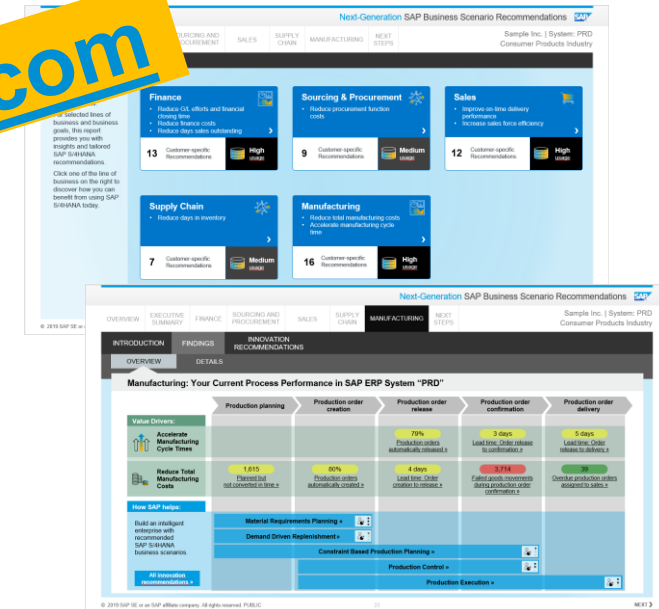 com
Next-Generation SAP Business Scenario Recommendations SAP
SALES
SUPPLY CHAIN
MANUFACTURING
NEXT STEPS
Sample Inc. | System: PRD
Consumer Products Industry
business and business
goals, this report
provides you with
insights and tailored
SAP S/4HANA
recommendations.
Click one of the line of
business on the right to
discover how you can
benefit from using SAP
S/4HANA today.
Finance
• Reduce G/L efforts and financial
closing time
• Reduce finance costs
• Reduce days sales outstanding
13 Customer-specific
Recommendations
High
usage
Sourcing & Procurement
• Reduce procurement function
costs
9 Customer-specific
Recommendations
Medium
usage
Sales
• Improve on-time delivery
performance
• Increase sales force efficiency
12 Customer-specific
Recommendations
High
usage
Supply Chain
• Reduce days in inventory
7 Customer-specific
Recommendations
Medium
usage
Manufacturing
• Reduce total manufacturing costs
• Accelerate manufacturing cycle
time
16 Customer-specific
Recommendations
High
usage
Next-Generation SAP Business Scenario Recommendations SAP
OVERVIEW
EXECUTIVE SUMMARY
FINANCE
SOURCING AND PROCUREMENT
SALES
SUPPLY CHAIN
MANUFACTURING
NEXT STEPS
Sample Inc. | System: PRD
Consumer Products Industry
INTRODUCTION
FINDINGS
INNOVATION RECOMMENDATIONS
OVERVIEW
DETAILS
Manufacturing: Your Current Process Performance in SAP ERP System “PRD”
Production planning
Production order
creation
Production order
release
Production order
confirmation
Production order
delivery
Value Drivers:
Accelerate
Manufacturing
Cycle Times
79%
Production orders
automatically released »
3 days
Lead time: Order release
to confirmation »
5 days
Lead time: Order
release to delivery »
Reduce Total
Manufacturing
Costs
1,615
Planned but
not converted in time »
80%
Production orders
automatically created »
4 days
Lead time: Order
creation to release »
3,714
Failed goods movements
during production order
confirmation »
39
Overdue production orders
assigned to sales »
How SAP helps:
Build an intelligent
enterprise with
recommended
SAP S/4HANA
business scenarios.
All innovation
recommendations »
Material Requirements Planning »
Demand Driven Replenishment »
Constraint Based Production Planning »
Production Control »
Production Execution »
© 2019 SAP SE or an SAP affiliate company. All rights reserved. PUBLIC
NEXT ❯